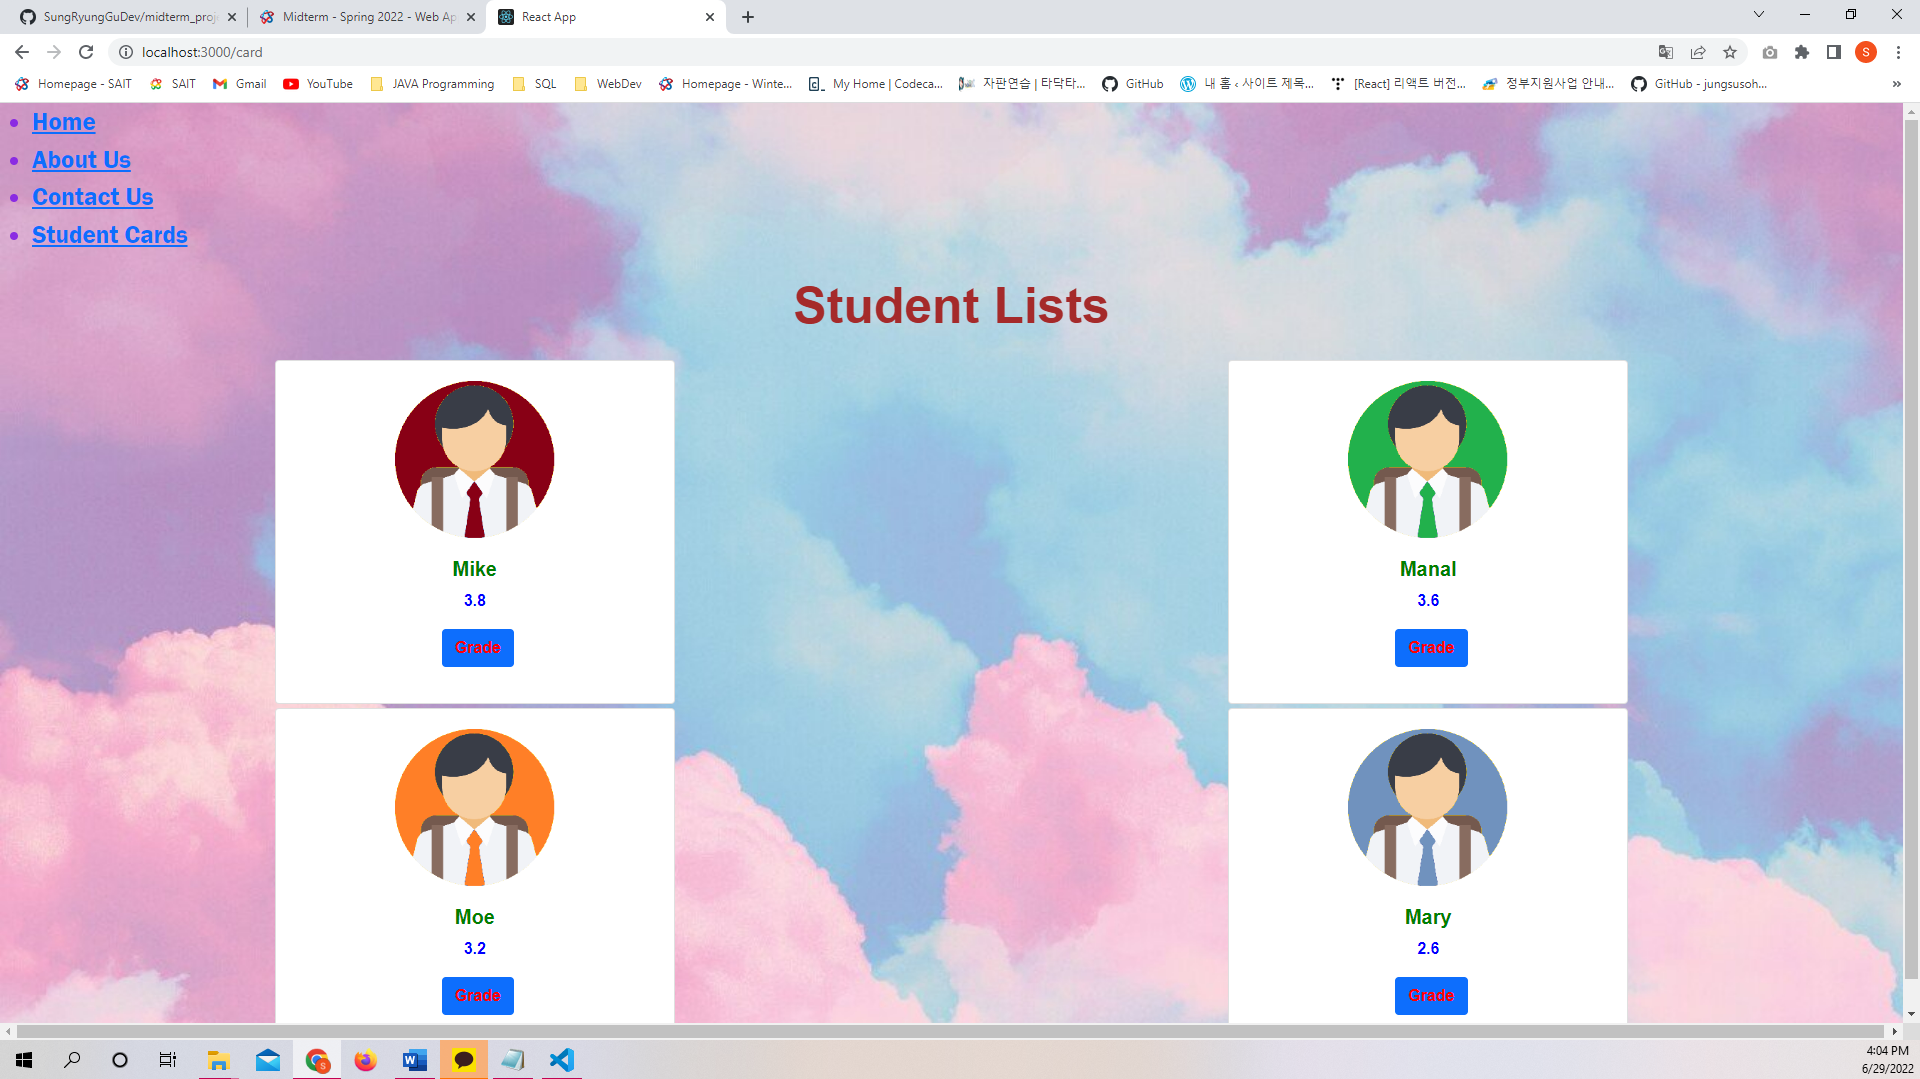 SungRyungGuDev/midterm_proj
Midterm - Spring 2022 - Web Ap
React App
localhost:3000/card
S
Homepage - SAIT
SAIT
Gmail
YouTube
JAVA Programming
SQL
WebDev
Homepage - Winte...
My Home | Codeca...
자판연습 | 타닥타...
GitHub
내 홈 ‹ 사이트 제목...
[React] 리액트 버전...
정부지원사업 안내...
GitHub - jungsusoh...
»
Home
About Us
Contact Us
Student Cards
Student Lists
Mike
3.8
Grade
Manal
3.6
Grade
Moe
3.2
Grade
Mary
2.6
Grade
4:04 PM
6/29/2022